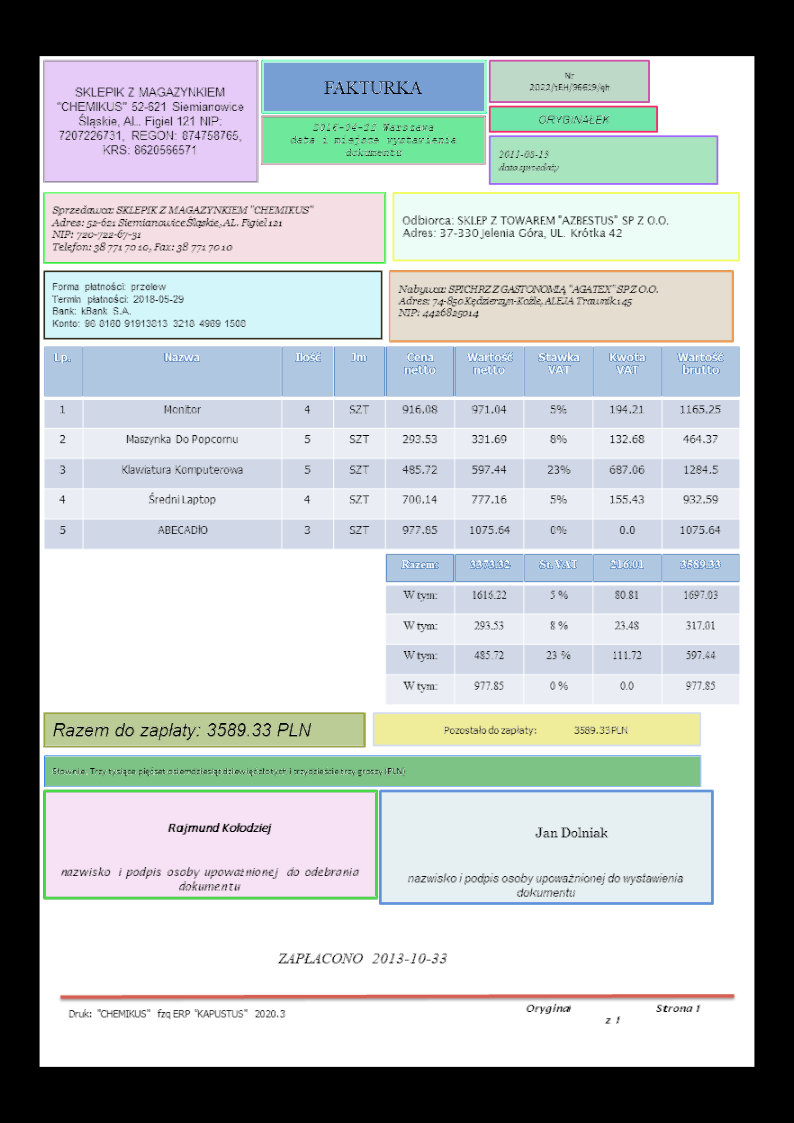 SKLEPIK Z MAGAZYNKIEM
"CHEMIKUS" 52-621 Siemianowice
Śląskie, AL. Figiel 121 NIP:
7207226731, REGON: 874758765,
KRS: 8620566571
FAKTURKA
2016-04-22 Warszawa
data i miejsce wystawienia
dokumentu
Nr
2022/tEH/96619/qh
ORYGINAŁEK
2011-08-13
data sprzedaży
Sprzedawca: SKLEPIK Z MAGAZYNKIEM "CHEMIKUS"
Adres: 52-621 Siemianowice Śląskie, AL. Figiel 121
NIP: 720-722-67-31
Telefon: 38 771 70 10, Fax: 38 771 70 10
Odbiorca: SKLEP Z TOWAREM "AZBESTUS" SP Z O.O.
Adres: 37-330 Jelenia Góra, UL. Krótka 42
Forma płatności: przelew
Termin płatności: 2018-05-29
Bank: kBank S.A.
Konto: 96 8160 91913813 3218 4989 1508
Nabywca: SPICHRZ Z GASTONOMIĄ "AGATEX" SP Z O.O.
Adres: 74-850 Kędzierzyn-Koźle, ALEJA Trawnik 145
NIP: 4426825014
Lp. Nazwa Ilość Jm Cena netto Wartość netto Stawka VAT Kwota VAT Wartość brutto
1 Monitor 4 SZT 916.08 971.04 5% 194.21 1165.25
2 Maszynka Do Popcornu 5 SZT 293.53 331.69 8% 132.68 464.37
3 Klawiatura Komputerowa 5 SZT 485.72 597.44 23% 687.06 1284.5
4 Średni Laptop 4 SZT 700.14 777.16 5% 155.43 932.59
5 ABECADŁO 3 SZT 977.85 1075.64 0% 0.0 1075.64
Razem: 3373.32 St. VAT 216.01 3589.33
W tym: 1616.22 5 % 80.81 1697.03
W tym: 293.53 8 % 23.48 317.01
W tym: 485.72 23 % 111.72 597.44
W tym: 977.85 0 % 0.0 977.85
Razem do zapłaty: 3589.33 PLN
Pozostało do zapłaty: 3589.33 PLN
Słownie: Trzy tysiące pięćset osiemdziesiąt dziewięć złotych i trzydzieście trzy groszy (PLN)
Rajmund Kołodziej
nazwisko i podpis osoby upoważnionej do odebrania
dokumentu
Jan Dolniak
nazwisko i podpis osoby upoważnionej do wystawienia
dokumentu
ZAPŁACONO 2013-10-33
Druk: "CHEMIKUS" fzq ERP "KAPUSTUS" 2020.3
Oryginał Strona 1
z 1